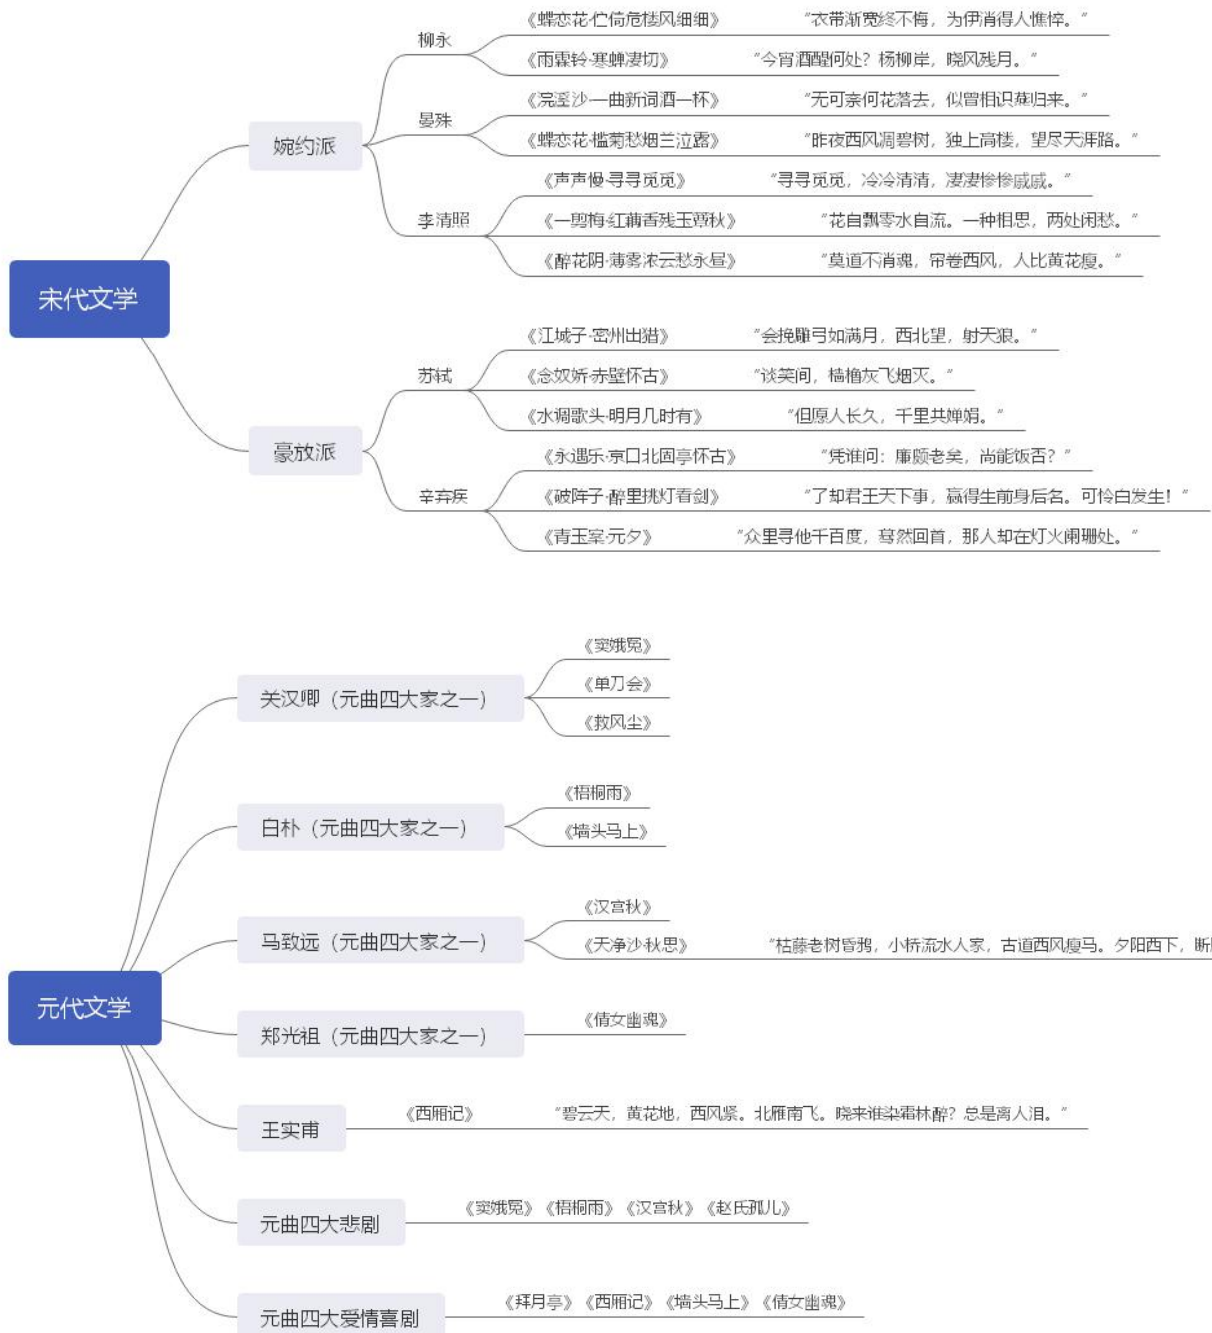 宋代文学
婉约派
柳永
《蝶恋花·伫倚危楼风细细》 “衣带渐宽终不悔，为伊消得人憔悴。”
《雨霖铃·寒蝉凄切》 “今宵酒醒何处？杨柳岸，晓风残月。”
晏殊
《浣溪沙·一曲新词酒一杯》 “无可奈何花落去，似曾相识燕归来。”
《蝶恋花·槛菊愁烟兰泣露》 “昨夜西风凋碧树，独上高楼，望尽天涯路。”
李清照
《声声慢·寻寻觅觅》 “寻寻觅觅，冷冷清清，凄凄惨惨戚戚。”
《一剪梅·红藕香残玉簟秋》 “花自飘零水自流。一种相思，两处闲愁。”
《醉花阴·薄雾浓云愁永昼》 “莫道不消魂，帘卷西风，人比黄花瘦。”
豪放派
苏轼
《江城子·密州出猎》 “会挽雕弓如满月，西北望，射天狼。”
《念奴娇·赤壁怀古》 “谈笑间，樯橹灰飞烟灭。”
《水调歌头·明月几时有》 “但愿人长久，千里共婵娟。”
辛弃疾
《永遇乐·京口北固亭怀古》 “凭谁问：廉颇老矣，尚能饭否？”
《破阵子·醉里挑灯看剑》 “了却君王天下事，赢得生前身后名。可怜白发生！”
《青玉案·元夕》 “众里寻他千百度，蓦然回首，那人却在灯火阑珊处。”
元代文学
关汉卿（元曲四大家之一）
《窦娥冤》
《单刀会》
《救风尘》
白朴（元曲四大家之一）
《梧桐雨》
《墙头马上》
马致远（元曲四大家之一）
《汉宫秋》
《天净沙·秋思》 “枯藤老树昏鸦，小桥流水人家，古道西风瘦马。夕阳西下，断
郑光祖（元曲四大家之一）
《倩女幽魂》
王实甫
《西厢记》 “碧云天，黄花地，西风紧。北雁南飞。晓来谁染霜林醉？总是离人泪。”
元曲四大悲剧
《窦娥冤》《梧桐雨》《汉宫秋》《赵氏孤儿》
元曲四大爱情喜剧
《拜月亭》《西厢记》《墙头马上》《倩女幽魂》